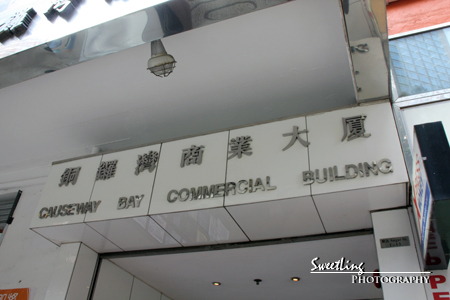 銅鑼灣商業大廈
CAUSEWAY BAY COMMERCIAL BUILDING
Sweetling
PHOTOGRAPHY